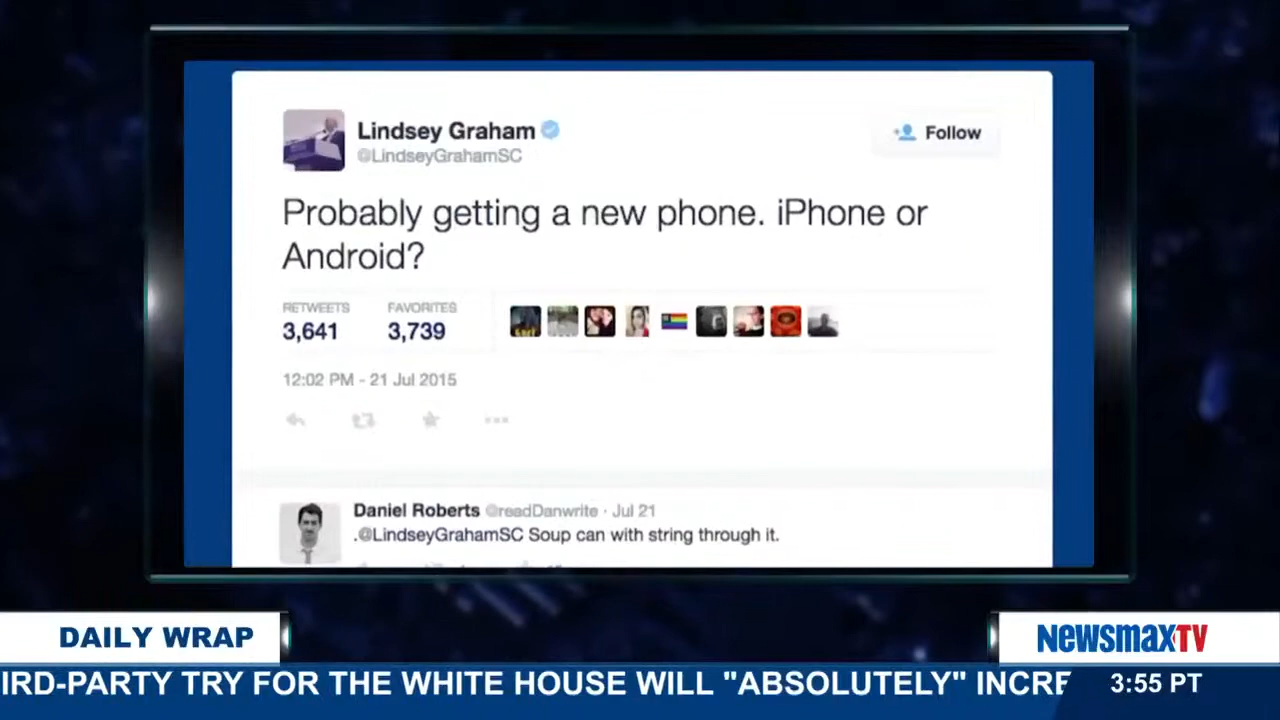 Lindsey Graham
@LindseyGrahamSC
Follow
Probably getting a new phone. iPhone or
Android?
RETWEETS FAVORITES
3,641 3,739
12:02 PM - 21 Jul 2015
Daniel Roberts @readDanwrite · Jul 21
.@LindseyGrahamSC Soup can with string through it.
DAILY WRAP
NEWSMAXTV
IRD-PARTY TRY FOR THE WHITE HOUSE WILL "ABSOLUTELY" INCRE
3:55 PT